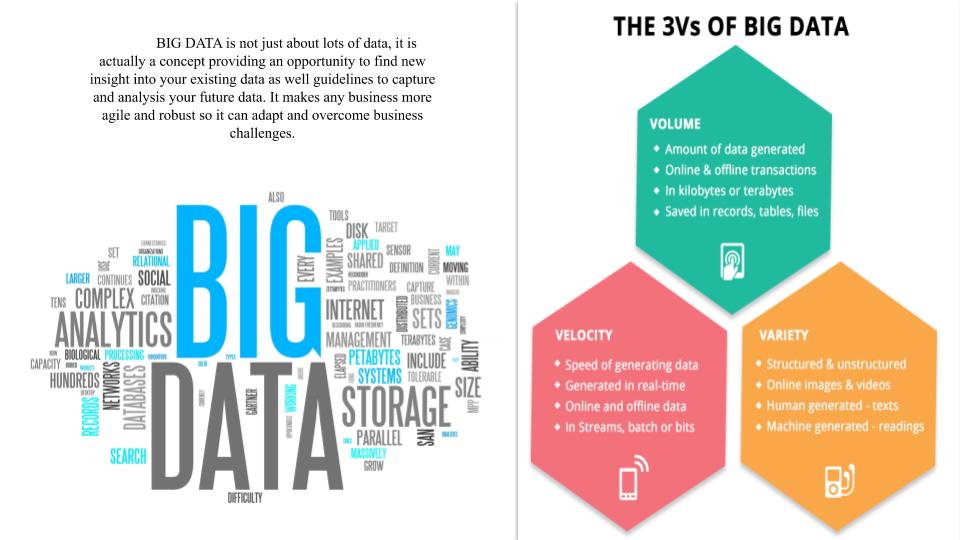 BIG DATA is not just about lots of data, it is
actually a concept providing an opportunity to find new
insight into your existing data as well guidelines to capture
and analysis your future data. It makes any business more
agile and robust so it can adapt and overcome business
challenges.
ALSO
BIG
DATA
TOOLS
DISK
TARGET
APPLIED
SENSOR
EXAMPLES
SHARED
DEFINITION
CURRENT
MAY
MOVING
WITHIN
EVERY
PRACTITIONERS
CAPTURE
BUSINESS
INTERNET
DISTRIBUTED
SETS
GENOMICS
MANAGEMENT
TERABYTES
CASE
ABILITY
ELAPSED
PETABYTES
INCLUDE
SYSTEMS
TOLERABLE
SIZE
MPP
STORAGE
PARALLEL
SAN
MASSIVELY
GROW
SET
USE
RELATIONAL
LARGER
CONTINUES
SOCIAL
TENS
COMPLEX
CITATION
ANALYTICS
BIOLOGICAL
PROCESSING
CAPACITY
HUNDREDS
NETWORKS
DATABASES
DESKTOP
RECORDS
SEARCH
GARTNER
WORKING
DIFFICULTY
THE 3Vs OF BIG DATA
VOLUME
Amount of data generated
Online & offline transactions
In kilobytes or terabytes
Saved in records, tables, files
VELOCITY
Speed of generating data
Generated in real-time
Online and offline data
In Streams, batch or bits
VARIETY
Structured & unstructured
Online images & videos
Human generated - texts
Machine generated - readings